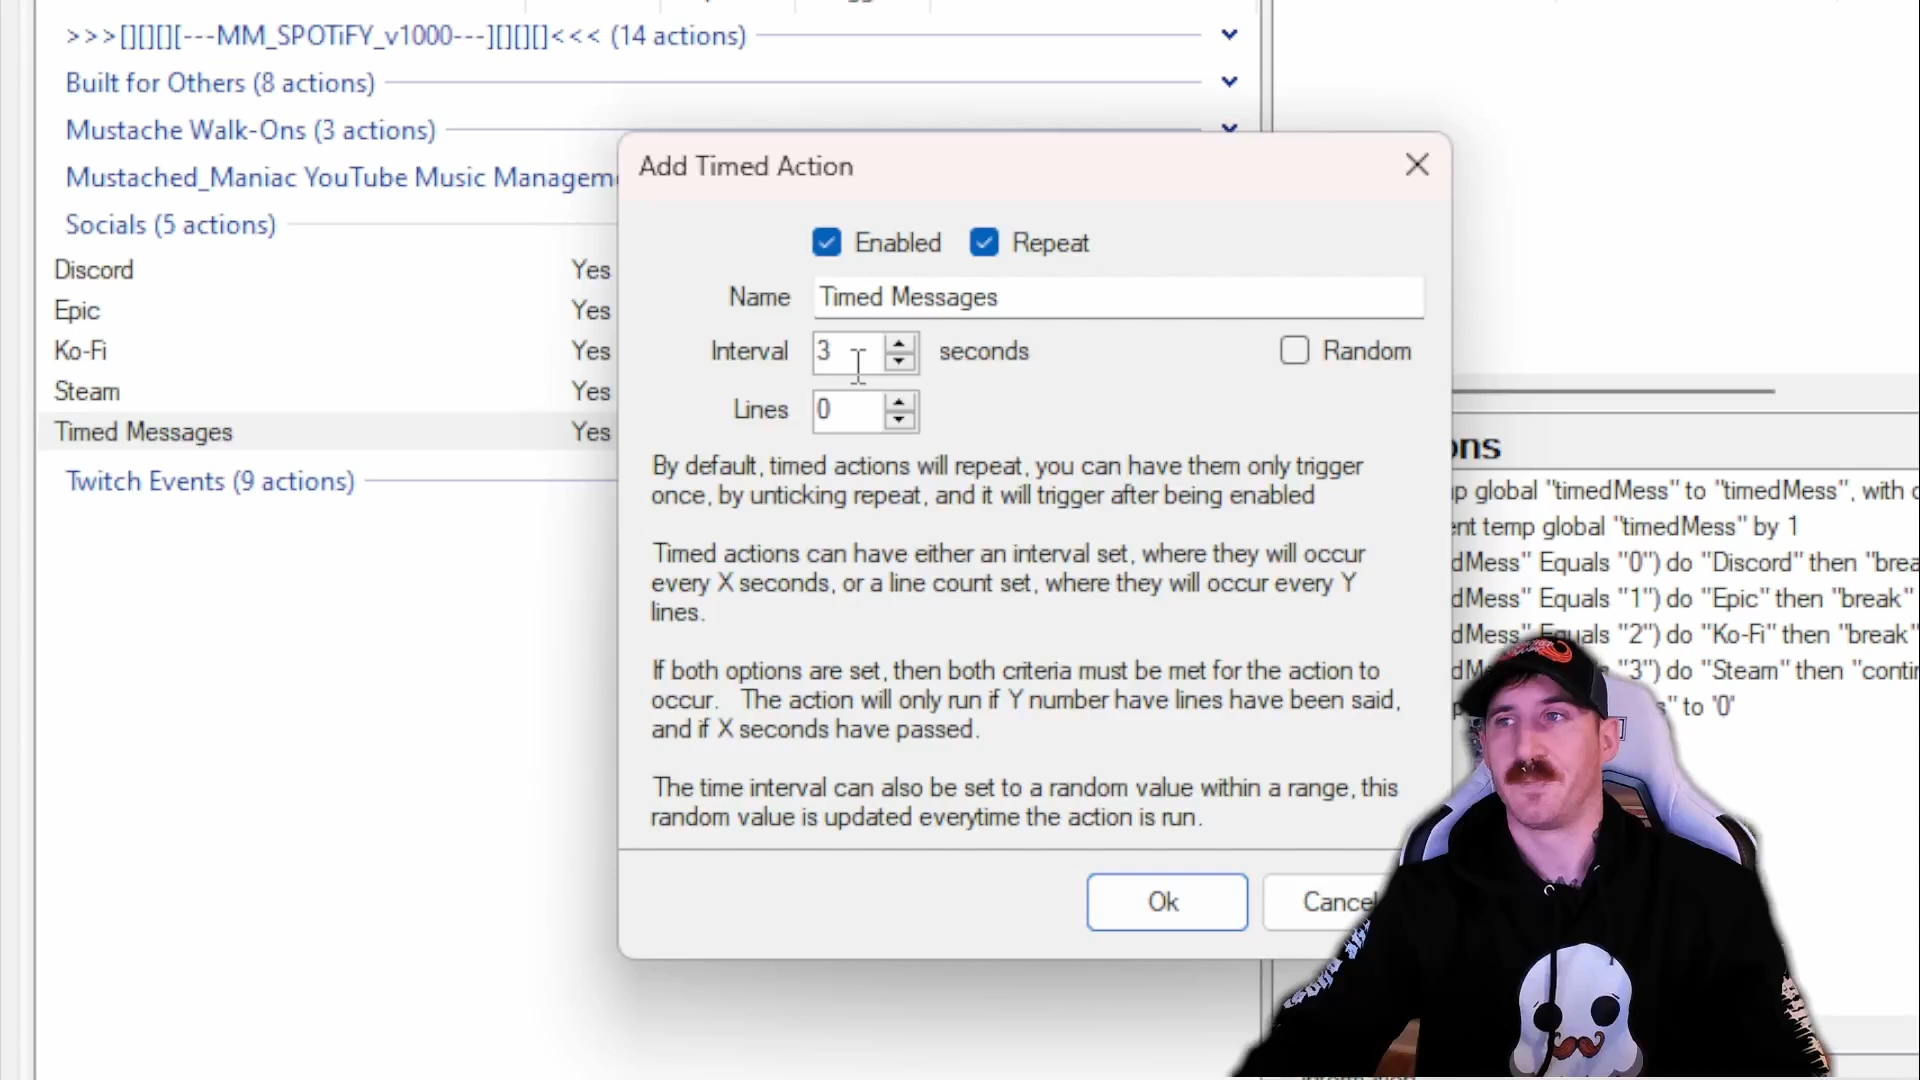 >>>[][][][---MM_SPOTiFY_v1000---][][][]<<< (14 actions)
Built for Others (8 actions)
Mustache Walk-Ons (3 actions)
Mustached_Maniac YouTube Music Managem
Socials (5 actions)
Discord Yes
Epic Yes
Ko-Fi Yes
Steam Yes
Timed Messages Yes
Twitch Events (9 actions)
Add Timed Action
Enabled Repeat
Name Timed Messages
Interval 3 seconds Random
Lines 0
By default, timed actions will repeat, you can have them only trigger
once, by unticking repeat, and it will trigger after being enabled
Timed actions can have either an interval set, where they will occur
every X seconds, or a line count set, where they will occur every Y
lines.
If both options are set, then both criteria must be met for the action to
occur. The action will only run if Y number have lines have been said,
and if X seconds have passed.
The time interval can also be set to a random value within a range, this
random value is updated everytime the action is run.
Ok Cancel
ons
p global "timedMess" to "timedMess", with
ent temp global "timedMess" by 1
dMess" Equals "0") do "Discord" then "brea
dMess" Equals "1") do "Epic" then "break"
dMess" Equals "2") do "Ko-Fi" then "break"
"3") do "Steam" then "contin
s" to '0'